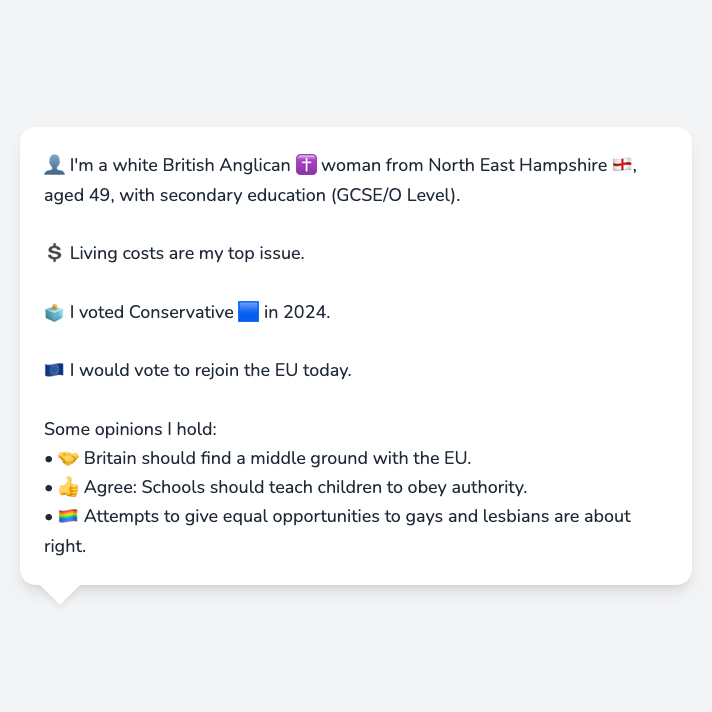 👤 I'm a white British Anglican ✝️ woman from North East Hampshire 🏴󠁧󠁢󠁥󠁮󠁧󠁿,
aged 49, with secondary education (GCSE/O Level).
💲 Living costs are my top issue.
🗳️ I voted Conservative 🟦 in 2024.
🇪🇺 I would vote to rejoin the EU today.
Some opinions I hold:
• 🤝 Britain should find a middle ground with the EU.
• 👍 Agree: Schools should teach children to obey authority.
• 🏳️‍🌈 Attempts to give equal opportunities to gays and lesbians are about
right.